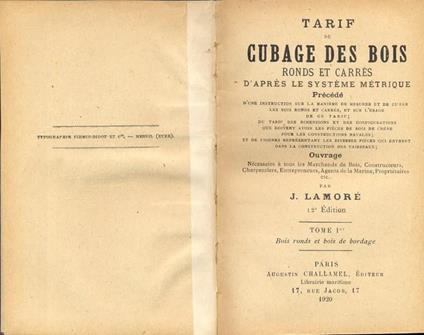 TYPOGRAPHIE FIRMIN-DIDOT ET Cie. — MESNIL (EURE).
TARIF
DE
CUBAGE DES BOIS
RONDS ET CARRÉS
D'APRÈS LE SYSTÈME MÉTRIQUE
Précédé
D'UNE INSTRUCTION SUR LA MANIÈRE DE MESURER ET DE CUBER
LES BOIS RONDS ET CARRÉS, ET SUR L'USAGE
DE CE TARIF;
DU TARIF DES DIMENSIONS ET DES CONFIGURATIONS
QUE DOIVENT AVOIR LES PIÈCES DE BOIS DE CHÊNE
POUR LES CONSTRUCTIONS NAVALES;
ET DE FIGURES REPRÉSENTANT LES DIVERSES PIÈCES QUI ENTRENT
DANS LA CONSTRUCTION DES VAISSEAUX;
Ouvrage
Nécessaire à tous les Marchands de Bois, Constructeurs,
Charpentiers, Entrepreneurs, Agents de la Marine, Propriétaires
etc.
PAR
J. LAMORÉ
12e Édition
TOME Ier
Bois ronds et bois de bordage
PARIS
AUGUSTIN CHALLAMEL, ÉDITEUR
Librairie maritime
17, RUE JACOB, 17
1920